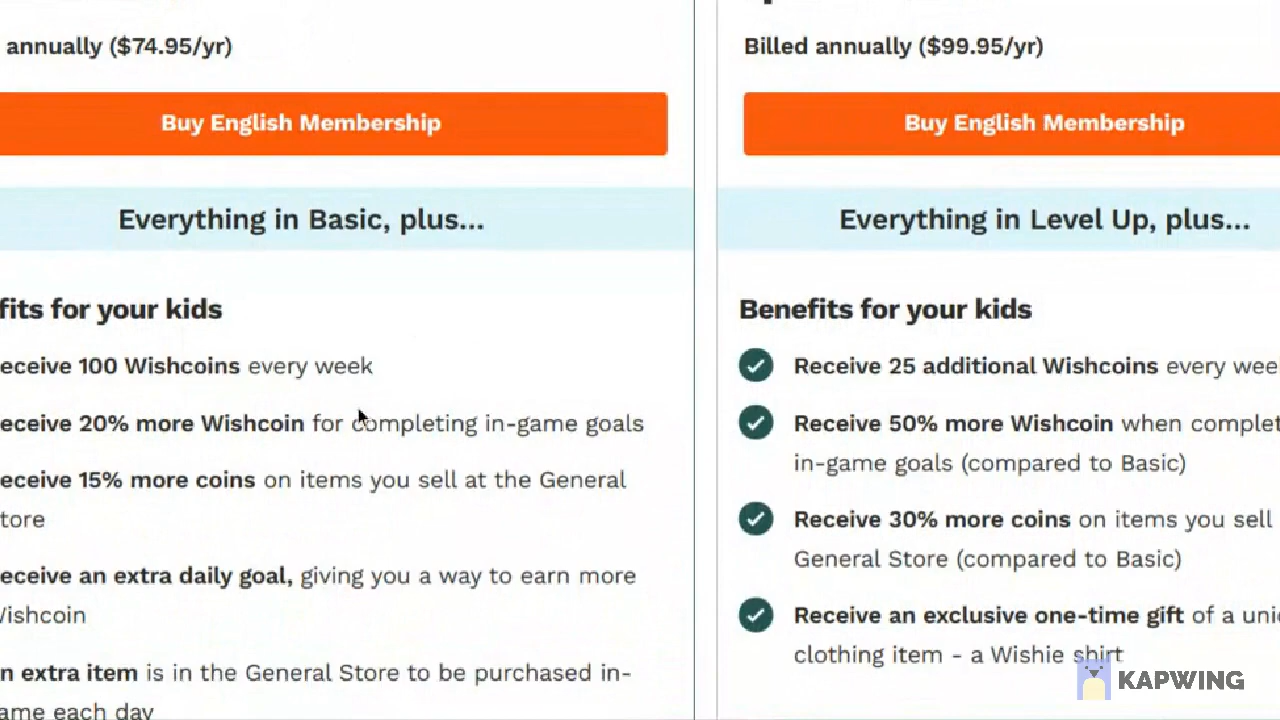 annually ($74.95/yr)
Buy English Membership
Everything in Basic, plus...
fits for your kids
eceive 100 Wishcoins every week
eceive 20% more Wishcoin for completing in-game goals
eceive 15% more coins on items you sell at the General
tore
eceive an extra daily goal, giving you a way to earn more
Wishcoin
n extra item is in the General Store to be purchased in-
ame each day
Billed annually ($99.95/yr)
Buy English Membership
Everything in Level Up, plus...
Benefits for your kids
Receive 25 additional Wishcoins every wee
Receive 50% more Wishcoin when complet
in-game goals (compared to Basic)
Receive 30% more coins on items you sell
General Store (compared to Basic)
Receive an exclusive one-time gift of a uni
clothing item - a Wishie shirt
KAPWING